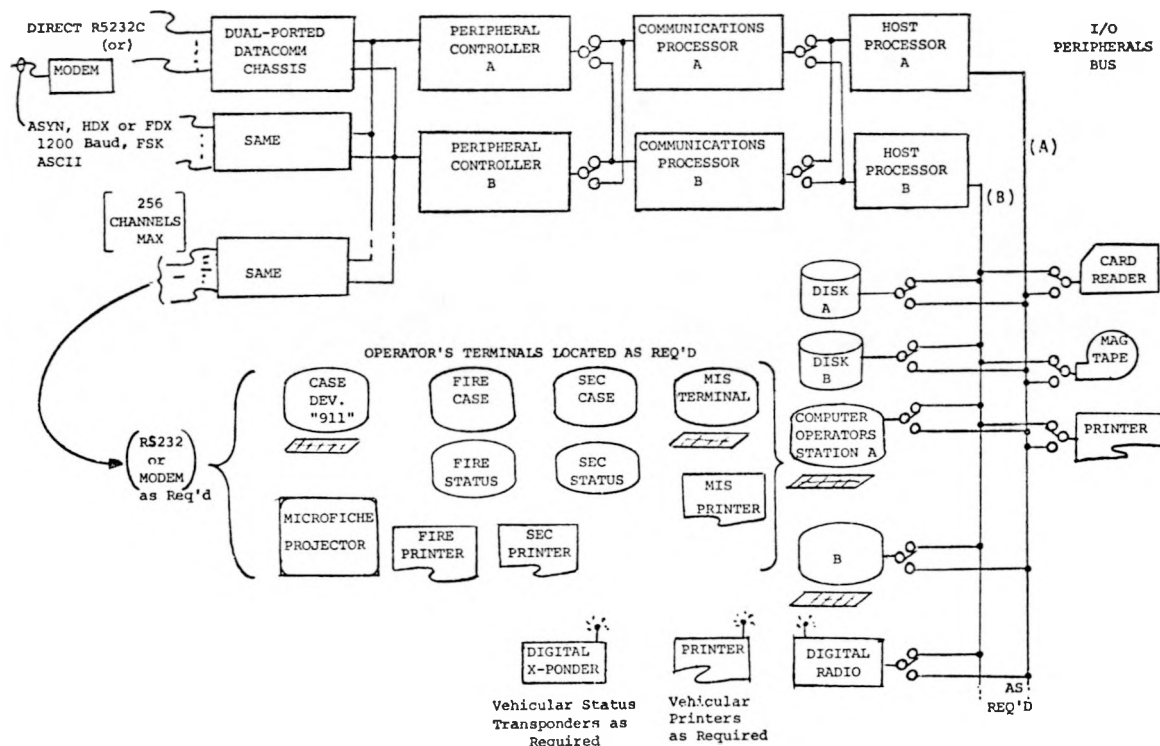 DIRECT R5232C
(or)
MODEM
DUAL-PORTED
DATACOMM
CHASSIS
PERIPHERAL
CONTROLLER
A
COMMUNICATIONS
PROCESSOR
A
HOST
PROCESSOR
A
I/O
PERIPHERALS
BUS
ASYN, HDX or FDX
1200 Baud, FSK
ASCII
SAME
PERIPHERAL
CONTROLLER
B
COMMUNICATIONS
PROCESSOR
B
HOST
PROCESSOR
B
(A)
(B)
256
CHANNELS
MAX
SAME
DISK
A
CARD
READER
OPERATOR'S TERMINALS LOCATED AS REQ'D
DISK
B
MAG
TAPE
CASE
DEV.
"911"
FIRE
CASE
SEC
CASE
MIS
TERMINAL
COMPUTER
OPERATORS
STATION A
PRINTER
RS232
or
MODEM
as Req'd
FIRE
STATUS
SEC
STATUS
MIS
PRINTER
MICROFICHE
PROJECTOR
FIRE
PRINTER
SEC
PRINTER
B
DIGITAL
X-PONDER
PRINTER
DIGITAL
RADIO
AS
REQ'D
Vehicular Status
Transponders as
Required
Vehicular
Printers
as Required